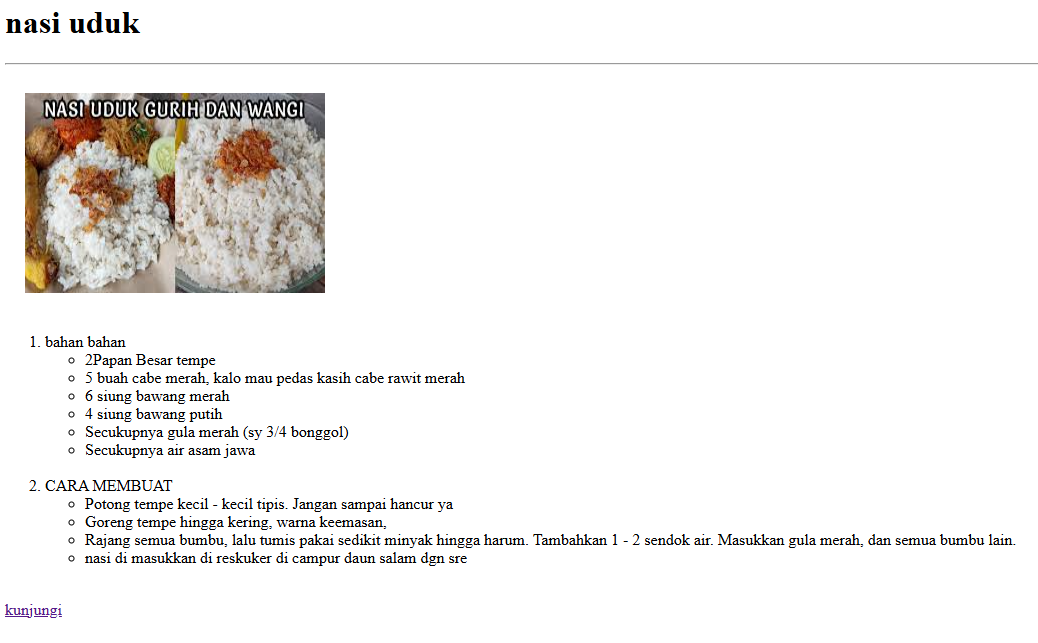 nasi uduk
NASI UDUK GURIH DAN WANGI
1. bahan bahan
2Papan Besar tempe
5 buah cabe merah, kalo mau pedas kasih cabe rawit merah
6 siung bawang merah
4 siung bawang putih
Secukupnya gula merah (sy 3/4 bonggol)
Secukupnya air asam jawa
2. CARA MEMBUAT
Potong tempe kecil - kecil tipis. Jangan sampai hancur ya
Goreng tempe hingga kering, warna keemasan,
Rajang semua bumbu, lalu tumis pakai sedikit minyak hingga harum. Tambahkan 1 - 2 sendok air. Masukkan gula merah, dan semua bumbu lain.
nasi di masukkan di reskuker di campur daun salam dgn sre
kunjungi